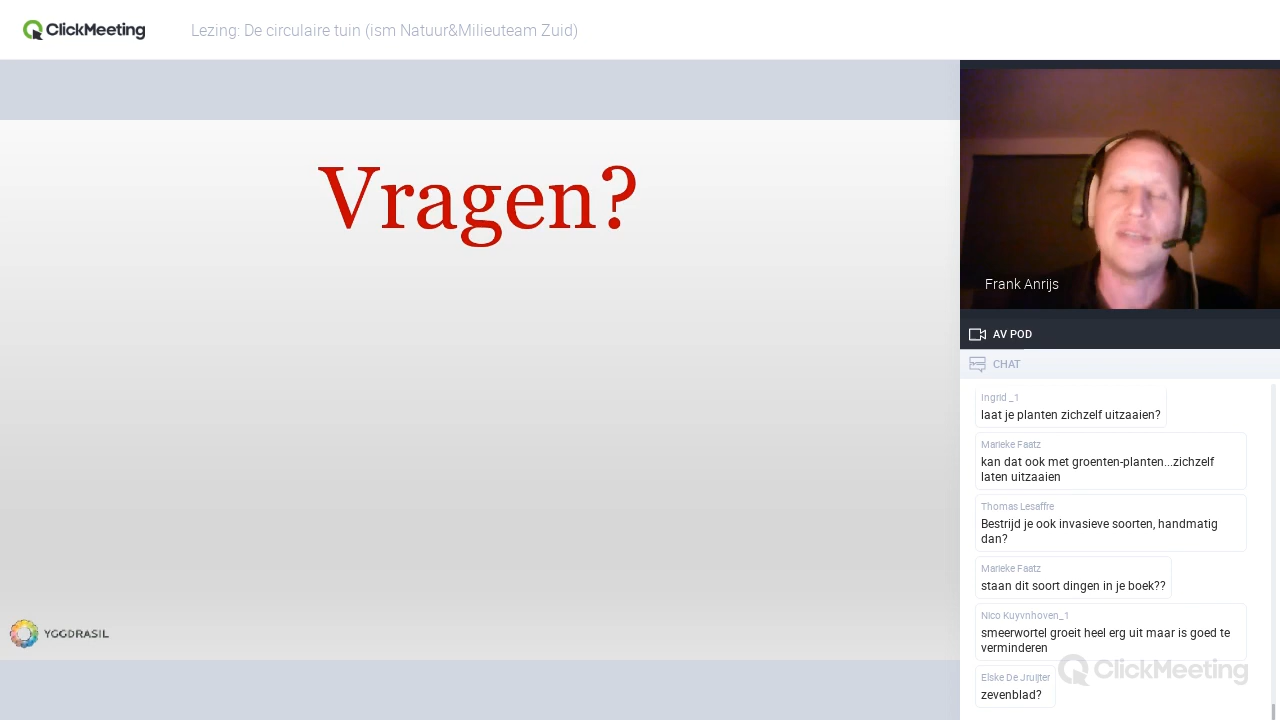 ClickMeeting
Lezing: De circulaire tuin (ism Natuur&Milieuteam Zuid)
Vragen?
YGGDRASIL
Frank Anrijs
AV POD
CHAT
Ingrid _1
laat je planten zichzelf uitzaaien?
Marieke Faatz
kan dat ook met groenten-planten...zichzelf
laten uitzaaien
Thomas Lesaffre
Bestrijd je ook invasieve soorten, handmatig
dan?
Marieke Faatz
staan dit soort dingen in je boek??
Nico Kuyvnhoven_1
smeerwortel groeit heel erg uit maar is goed te
verminderen
Elske De Jruijter
zevenblad?
ClickMeeting